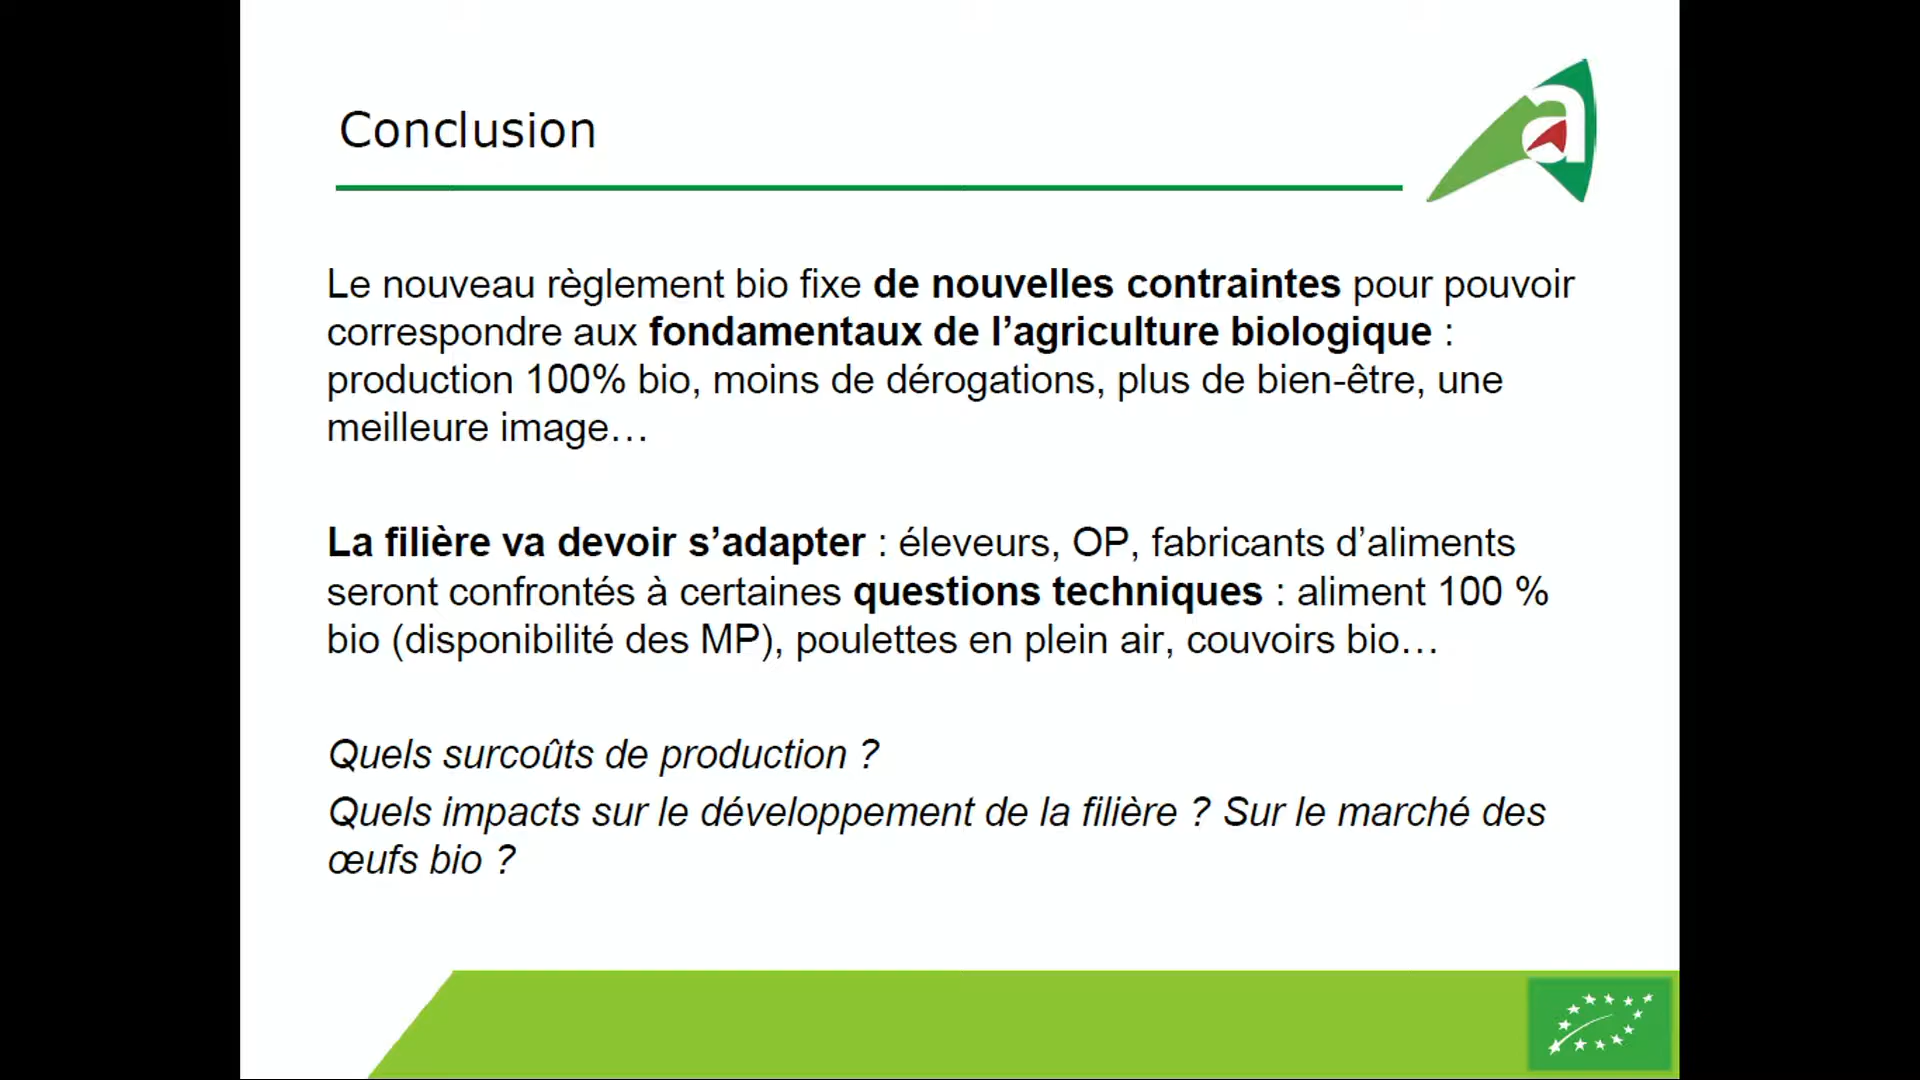 Conclusion
a
Le nouveau règlement bio fixe de nouvelles contraintes pour pouvoir
correspondre aux fondamentaux de l’agriculture biologique :
production 100% bio, moins de dérogations, plus de bien-être, une
meilleure image…
La filière va devoir s’adapter : éleveurs, OP, fabricants d’aliments
seront confrontés à certaines questions techniques : aliment 100 %
bio (disponibilité des MP), poulettes en plein air, couvoirs bio…
Quels surcoûts de production ?
Quels impacts sur le développement de la filière ? Sur le marché des
œufs bio ?